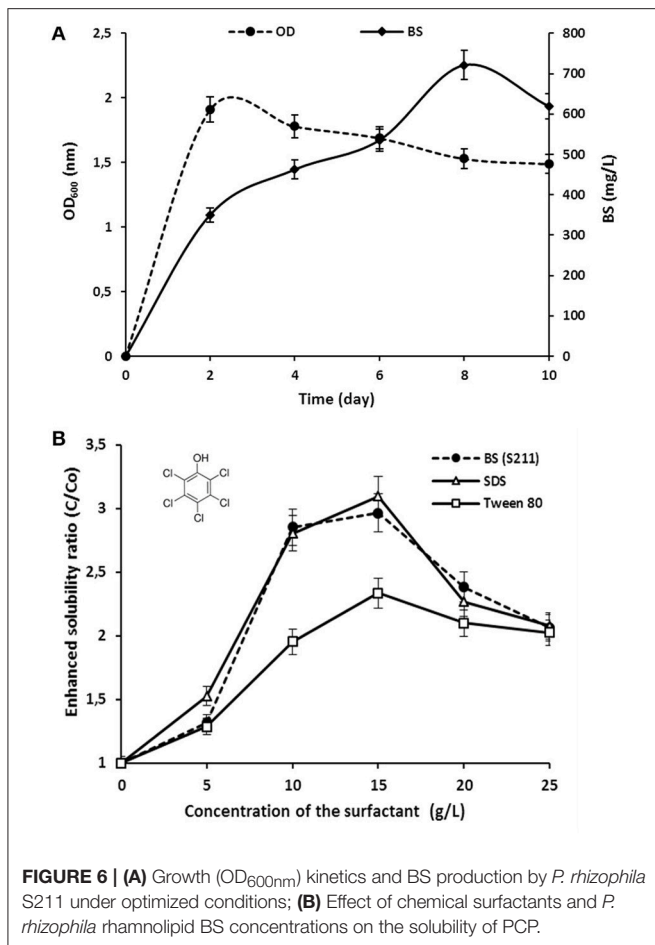 A
OD BS
2,5
2
1,5
1
0,5
0
OD600 (nm)
800
700
600
500
400
300
200
100
0
BS (mg/L)
0 2 4 6 8 10
Time (day)
B
3,5
3
2,5
2
1,5
1
Enhanced solubility ratio (C/Co)
OH
Cl Cl
Cl Cl
Cl
BS (S211)
SDS
Tween 80
0 5 10 15 20 25
Concentration of the surfactant (g/L)
FIGURE 6 | (A) Growth (OD600nm) kinetics and BS production by P. rhizophila
S211 under optimized conditions; (B) Effect of chemical surfactants and P.
rhizophila rhamnolipid BS concentrations on the solubility of PCP.